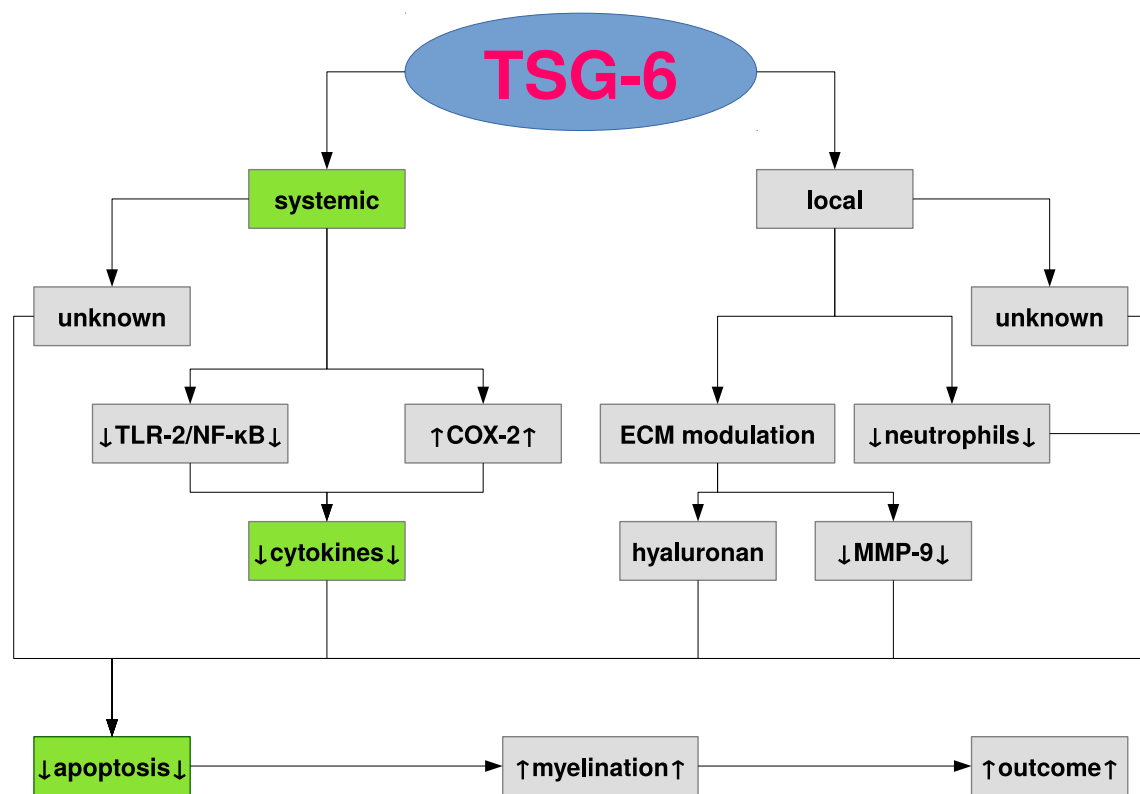 TSG-6
systemic
local
unknown
unknown
↓TLR-2/NF-κB↓
↑COX-2↑
ECM modulation
↓neutrophils↓
↓cytokines↓
hyaluronan
↓MMP-9↓
↓apoptosis↓
↑myelination↑
↑outcome↑